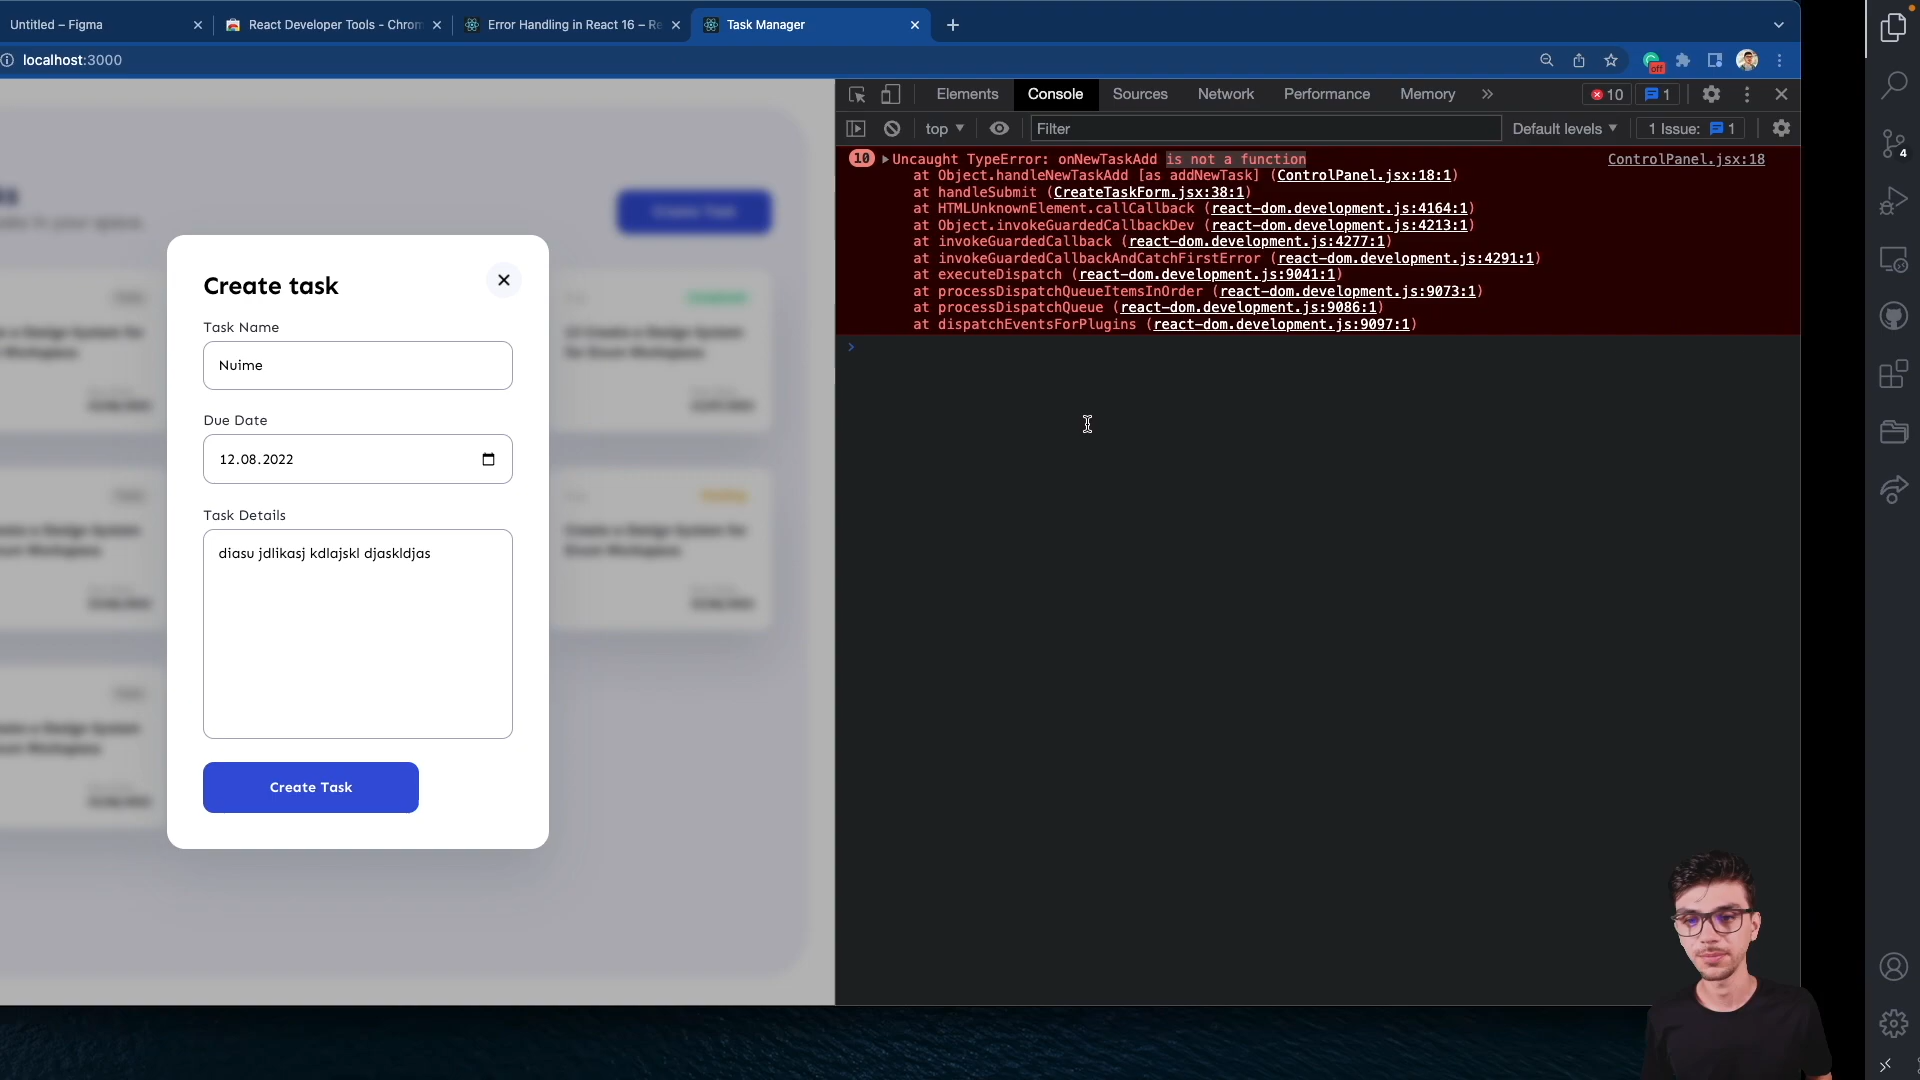 Untitled – Figma
React Developer Tools - Chrom
Error Handling in React 16 – Re
Task Manager
localhost:3000
off
Elements
Console
Sources
Network
Performance
Memory
10
1
top
Filter
Default levels
1 Issue:
1
10
Uncaught TypeError: onNewTaskAdd is not a function
ControlPanel.jsx:18
at Object.handleNewTaskAdd [as addNewTask] (ControlPanel.jsx:18:1)
at handleSubmit (CreateTaskForm.jsx:38:1)
at HTMLUnknownElement.callCallback (react-dom.development.js:4164:1)
at Object.invokeGuardedCallbackDev (react-dom.development.js:4213:1)
at invokeGuardedCallback (react-dom.development.js:4277:1)
at invokeGuardedCallbackAndCatchFirstError (react-dom.development.js:4291:1)
at executeDispatch (react-dom.development.js:9041:1)
at processDispatchQueueItemsInOrder (react-dom.development.js:9073:1)
at processDispatchQueue (react-dom.development.js:9086:1)
at dispatchEventsForPlugins (react-dom.development.js:9097:1)
4
Create Task
Create task
Task Name
Nuime
Due Date
12.08.2022
Task Details
diasu jdlikasj kdlajskl djaskldjas
Create Task